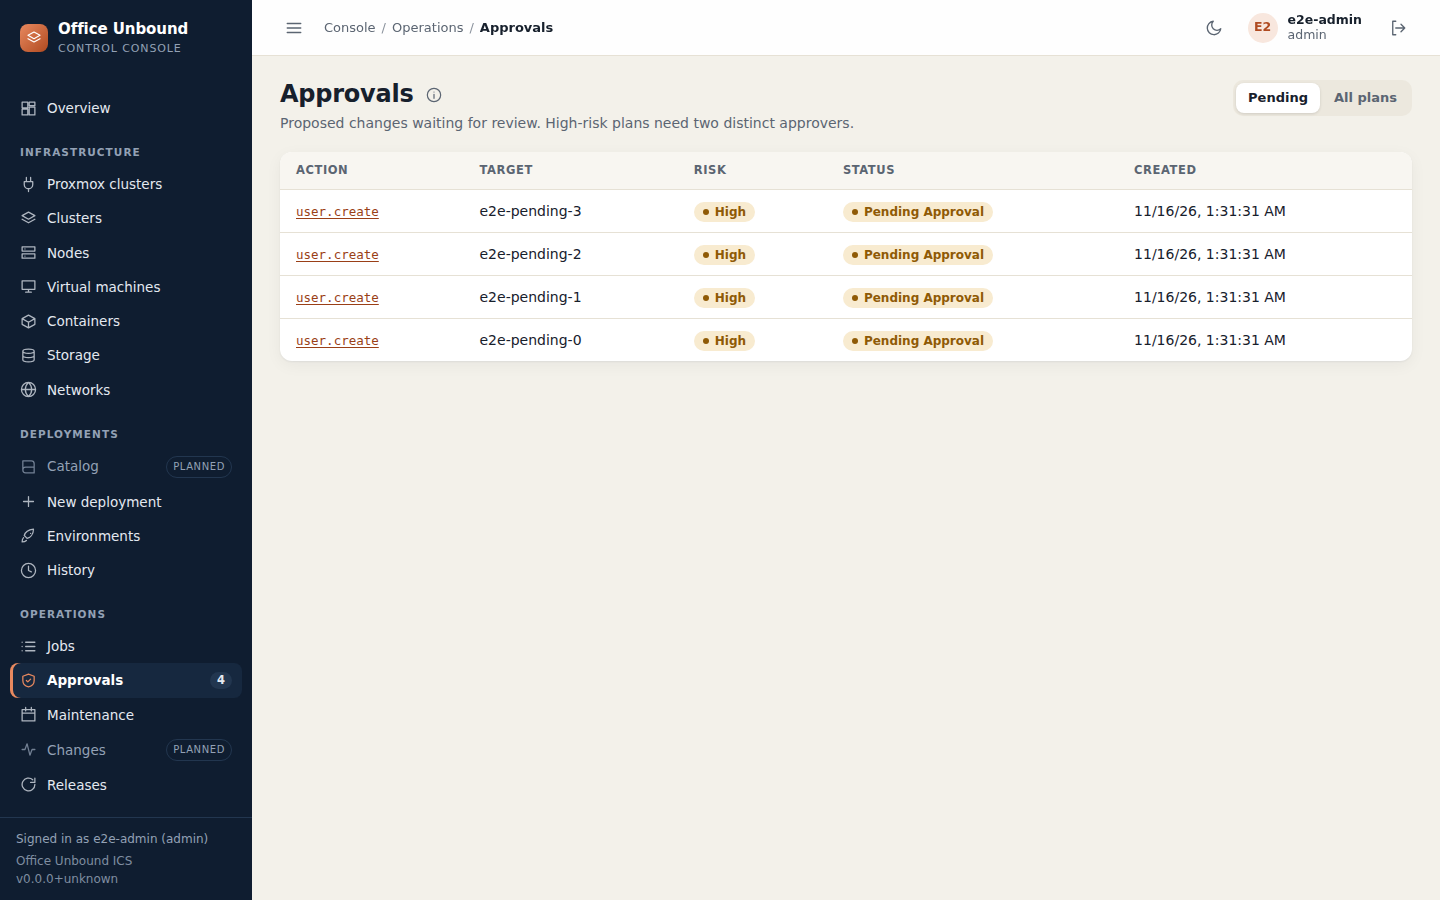 Office Unbound
CONTROL CONSOLE
Overview
INFRASTRUCTURE
Proxmox clusters
Clusters
Nodes
Virtual machines
Containers
Storage
Networks
DEPLOYMENTS
Catalog PLANNED
New deployment
Environments
History
OPERATIONS
Jobs
Approvals 4
Maintenance
Changes PLANNED
Releases
Signed in as e2e-admin (admin)
Office Unbound ICS
v0.0.0+unknown
Console / Operations / Approvals
E2 e2e-admin
admin
Approvals
Proposed changes waiting for review. High-risk plans need two distinct approvers.
Pending All plans
ACTION TARGET RISK STATUS CREATED
user.create e2e-pending-3 High Pending Approval 11/16/26, 1:31:31 AM
user.create e2e-pending-2 High Pending Approval 11/16/26, 1:31:31 AM
user.create e2e-pending-1 High Pending Approval 11/16/26, 1:31:31 AM
user.create e2e-pending-0 High Pending Approval 11/16/26, 1:31:31 AM